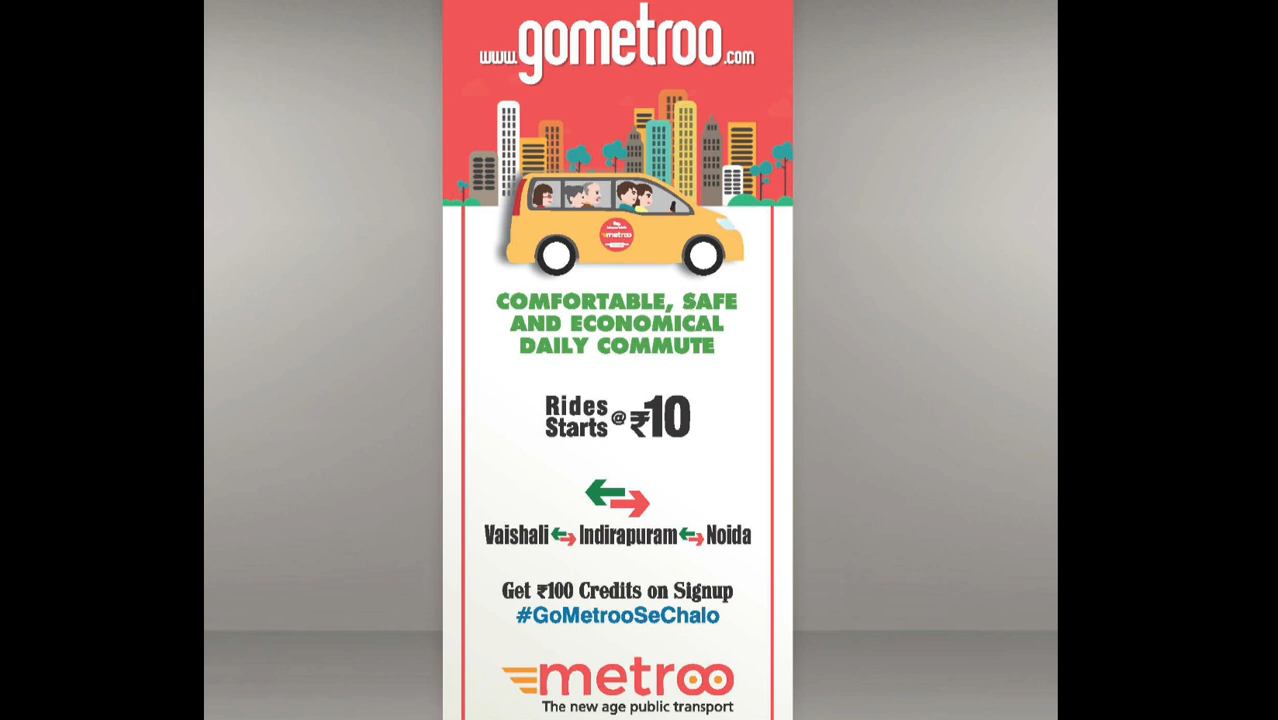 www.gometroo.com
metroo
COMFORTABLE, SAFE
AND ECONOMICAL
DAILY COMMUTE
Rides
Starts @ ₹10
Vaishali Indirapuram Noida
Get ₹100 Credits on Signup
#GoMetrooSeChalo
metroo
The new age public transport